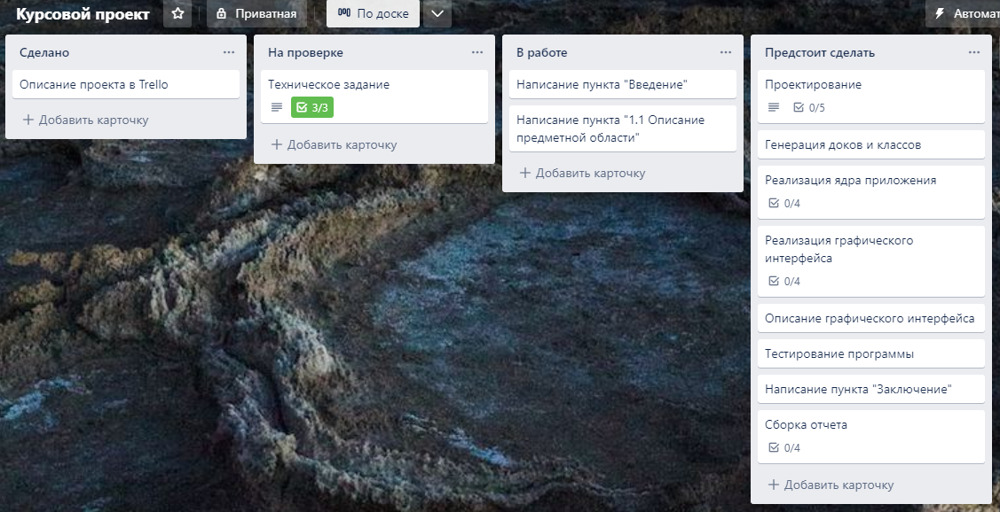 Курсовой проект
Приватная
По доске
Автомат
Сделано
Описание проекта в Trello
Добавить карточку
На проверке
Техническое задание
3/3
Добавить карточку
В работе
Написание пункта "Введение"
Написание пункта "1.1 Описание
предметной области"
Добавить карточку
Предстоит сделать
Проектирование
0/5
Генерация доков и классов
Реализация ядра приложения
0/4
Реализация графического
интерфейса
0/4
Описание графического интерфейса
Тестирование программы
Написание пункта "Заключение"
Сборка отчета
0/4
Добавить карточку